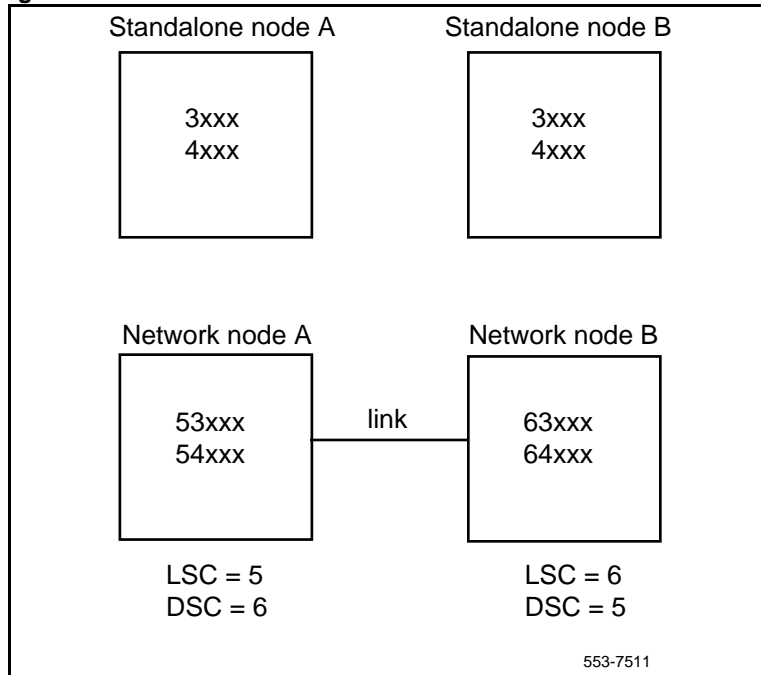 Standalone node A
Standalone node B
3xxx
4xxx
3xxx
4xxx
Network node A
Network node B
53xxx
54xxx
link
63xxx
64xxx
LSC = 5
DSC = 6
LSC = 6
DSC = 5
553-7511